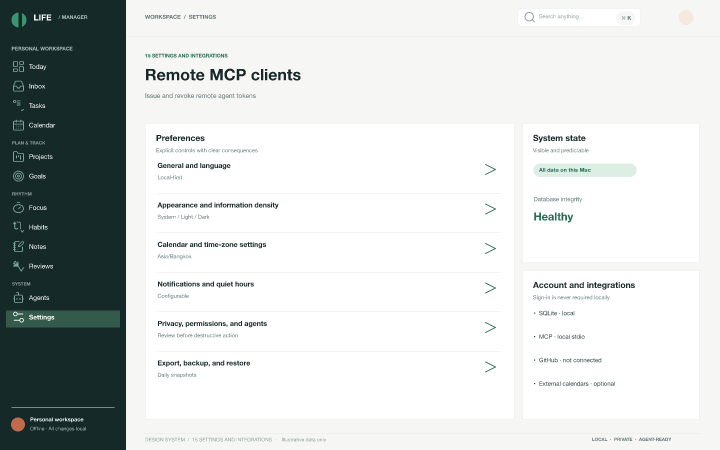 LIFE / MANAGER
PERSONAL WORKSPACE
Today
Inbox
Tasks
Calendar
PLAN & TRACK
Projects
Goals
RHYTHM
Focus
Habits
Notes
Reviews
SYSTEM
Agents
Settings
Personal workspace
Offline · All changes local
WORKSPACE / SETTINGS
Search anything...
⌘ K
15 SETTINGS AND INTEGRATIONS
Remote MCP clients
Issue and revoke remote agent tokens
Preferences
Explicit controls with clear consequences
General and language
Local-first
Appearance and information density
System / Light / Dark
Calendar and time-zone settings
Asia/Bangkok
Notifications and quiet hours
Configurable
Privacy, permissions, and agents
Review before destructive action
Export, backup, and restore
Daily snapshots
System state
Visible and predictable
All data on this Mac
Database integrity
Healthy
Account and integrations
Sign-in is never required locally
• SQLite · local
• MCP · local stdio
• GitHub · not connected
• External calendars · optional
DESIGN SYSTEM / 15 SETTINGS AND INTEGRATIONS · Illustrative data only
LOCAL • PRIVATE • AGENT-READY